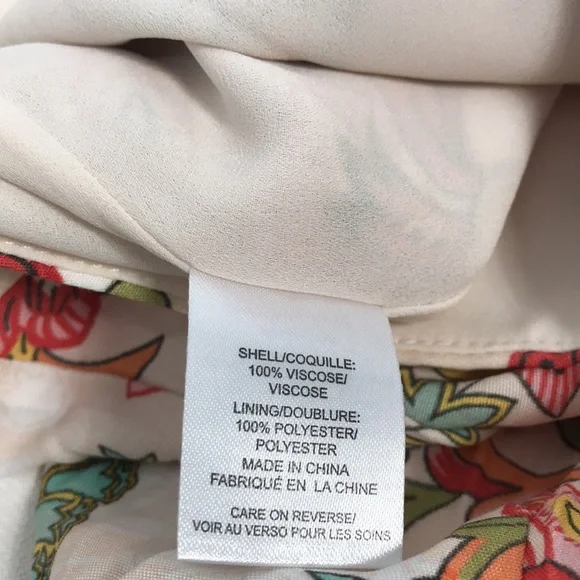 SHELL/COQUILLE:
100% VISCOSE/
VISCOSE
LINING/DOUBLURE:
100% POLYESTER/
POLYESTER
MADE IN CHINA
FABRIQUÉ EN LA CHINE
CARE ON REVERSE/
VOIR AU VERSO POUR LES SOINS